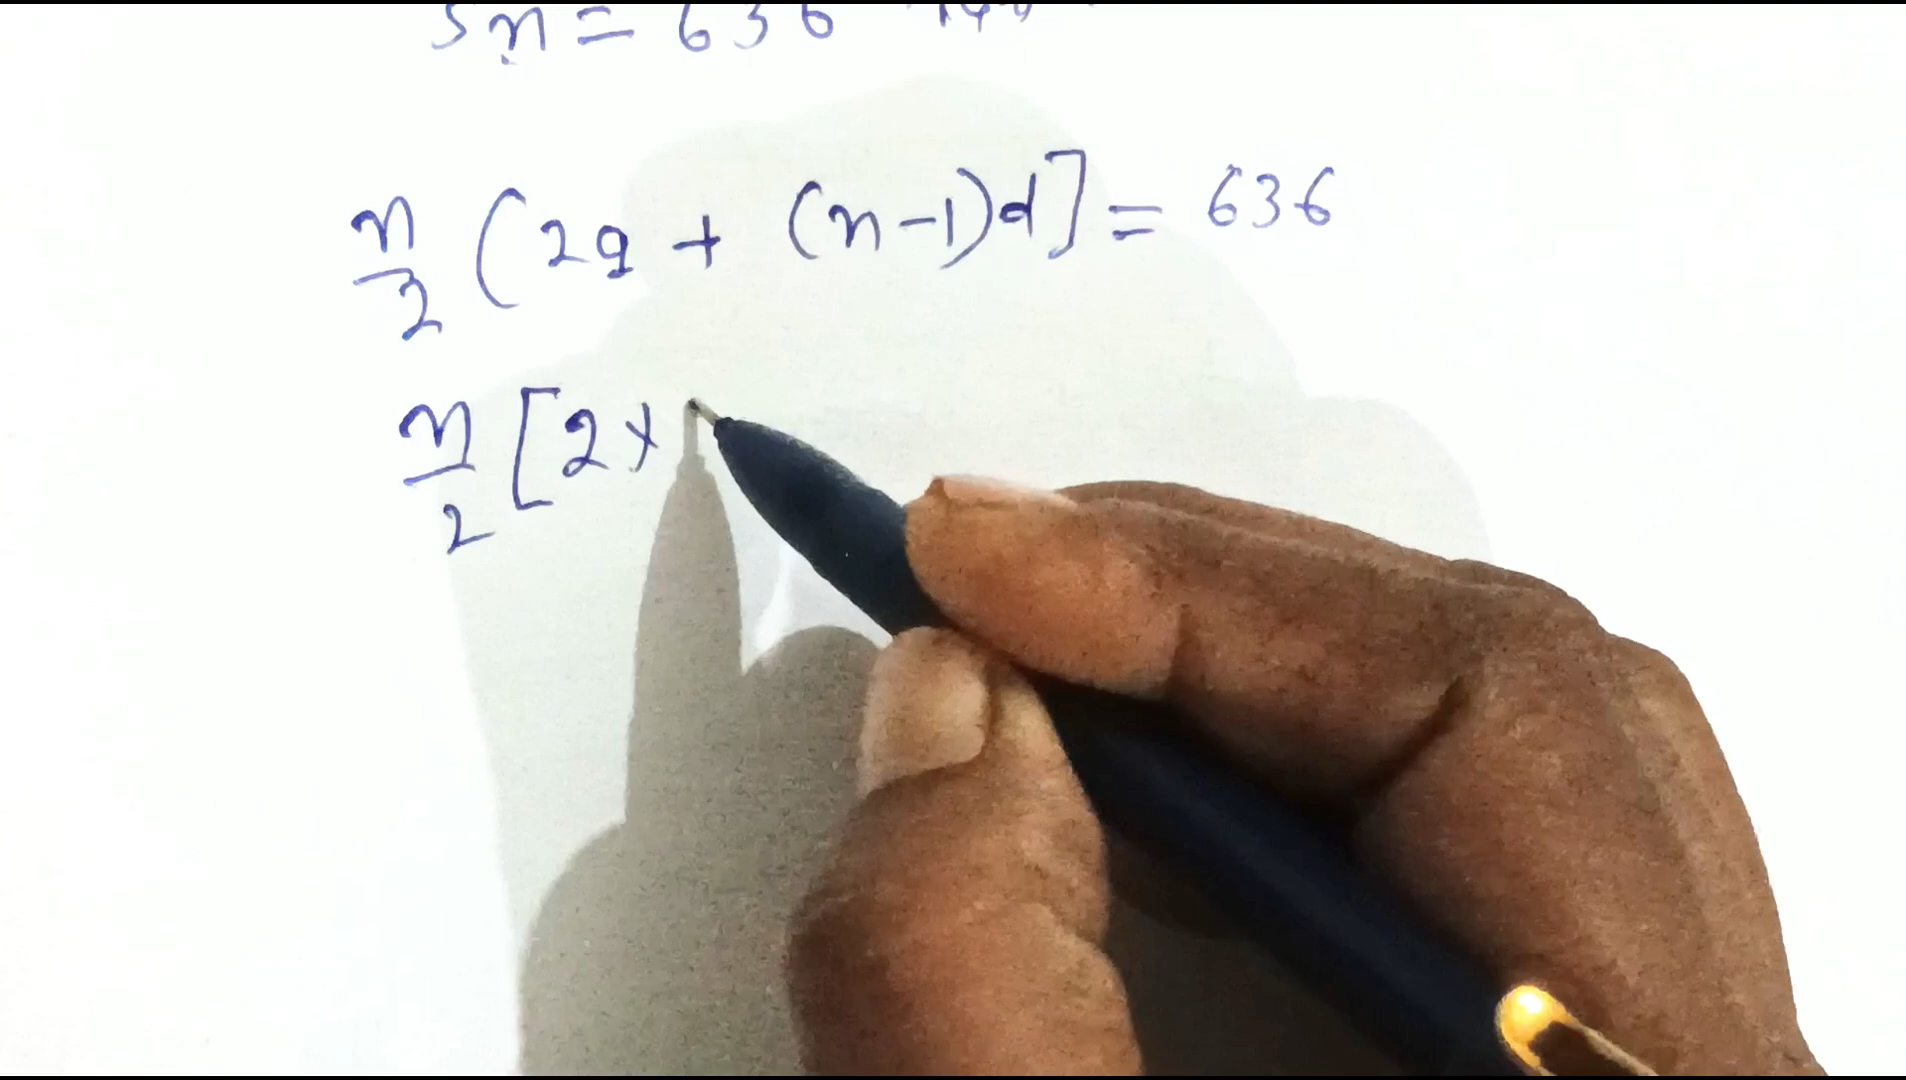 Sn = 636
n/2 (2a + (n-1)d] = 636
n/2 [2×